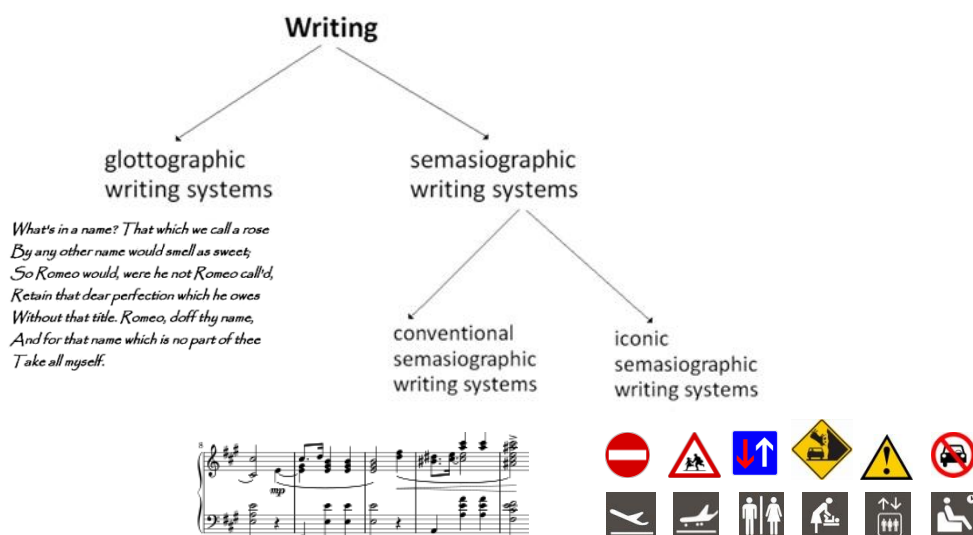 Writing
glottographic
writing systems
semasiographic
writing systems
What's in a name? That which we call a rose
By any other name would smell as sweet;
So Romeo would, were he not Romeo call'd,
Retain that dear perfection which he owes
Without that title. Romeo, doff thy name,
And for that name which is no part of thee
Take all myself.
conventional
semasiographic
writing systems
iconic
semasiographic
writing systems
8
mp